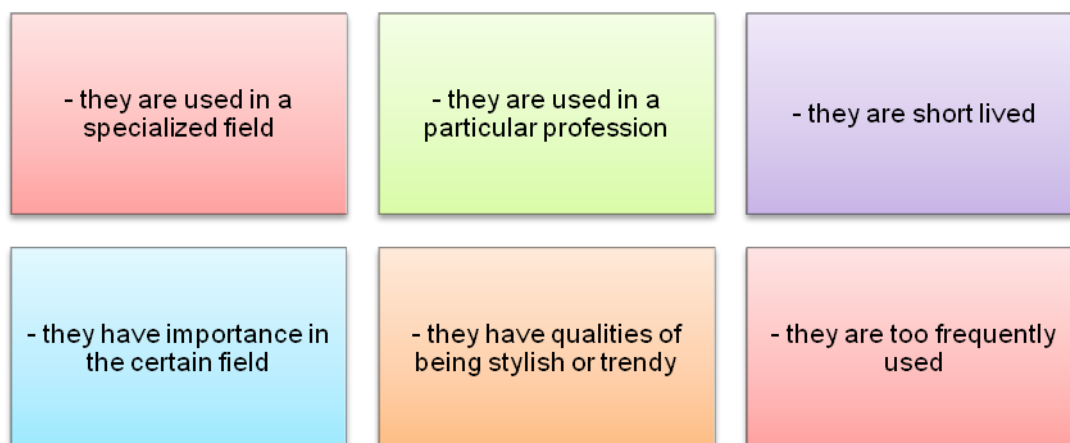 - they are used in a
specialized field
- they are used in a
particular profession
- they are short lived
- they have importance in
the certain field
- they have qualities of
being stylish or trendy
- they are too frequently
used